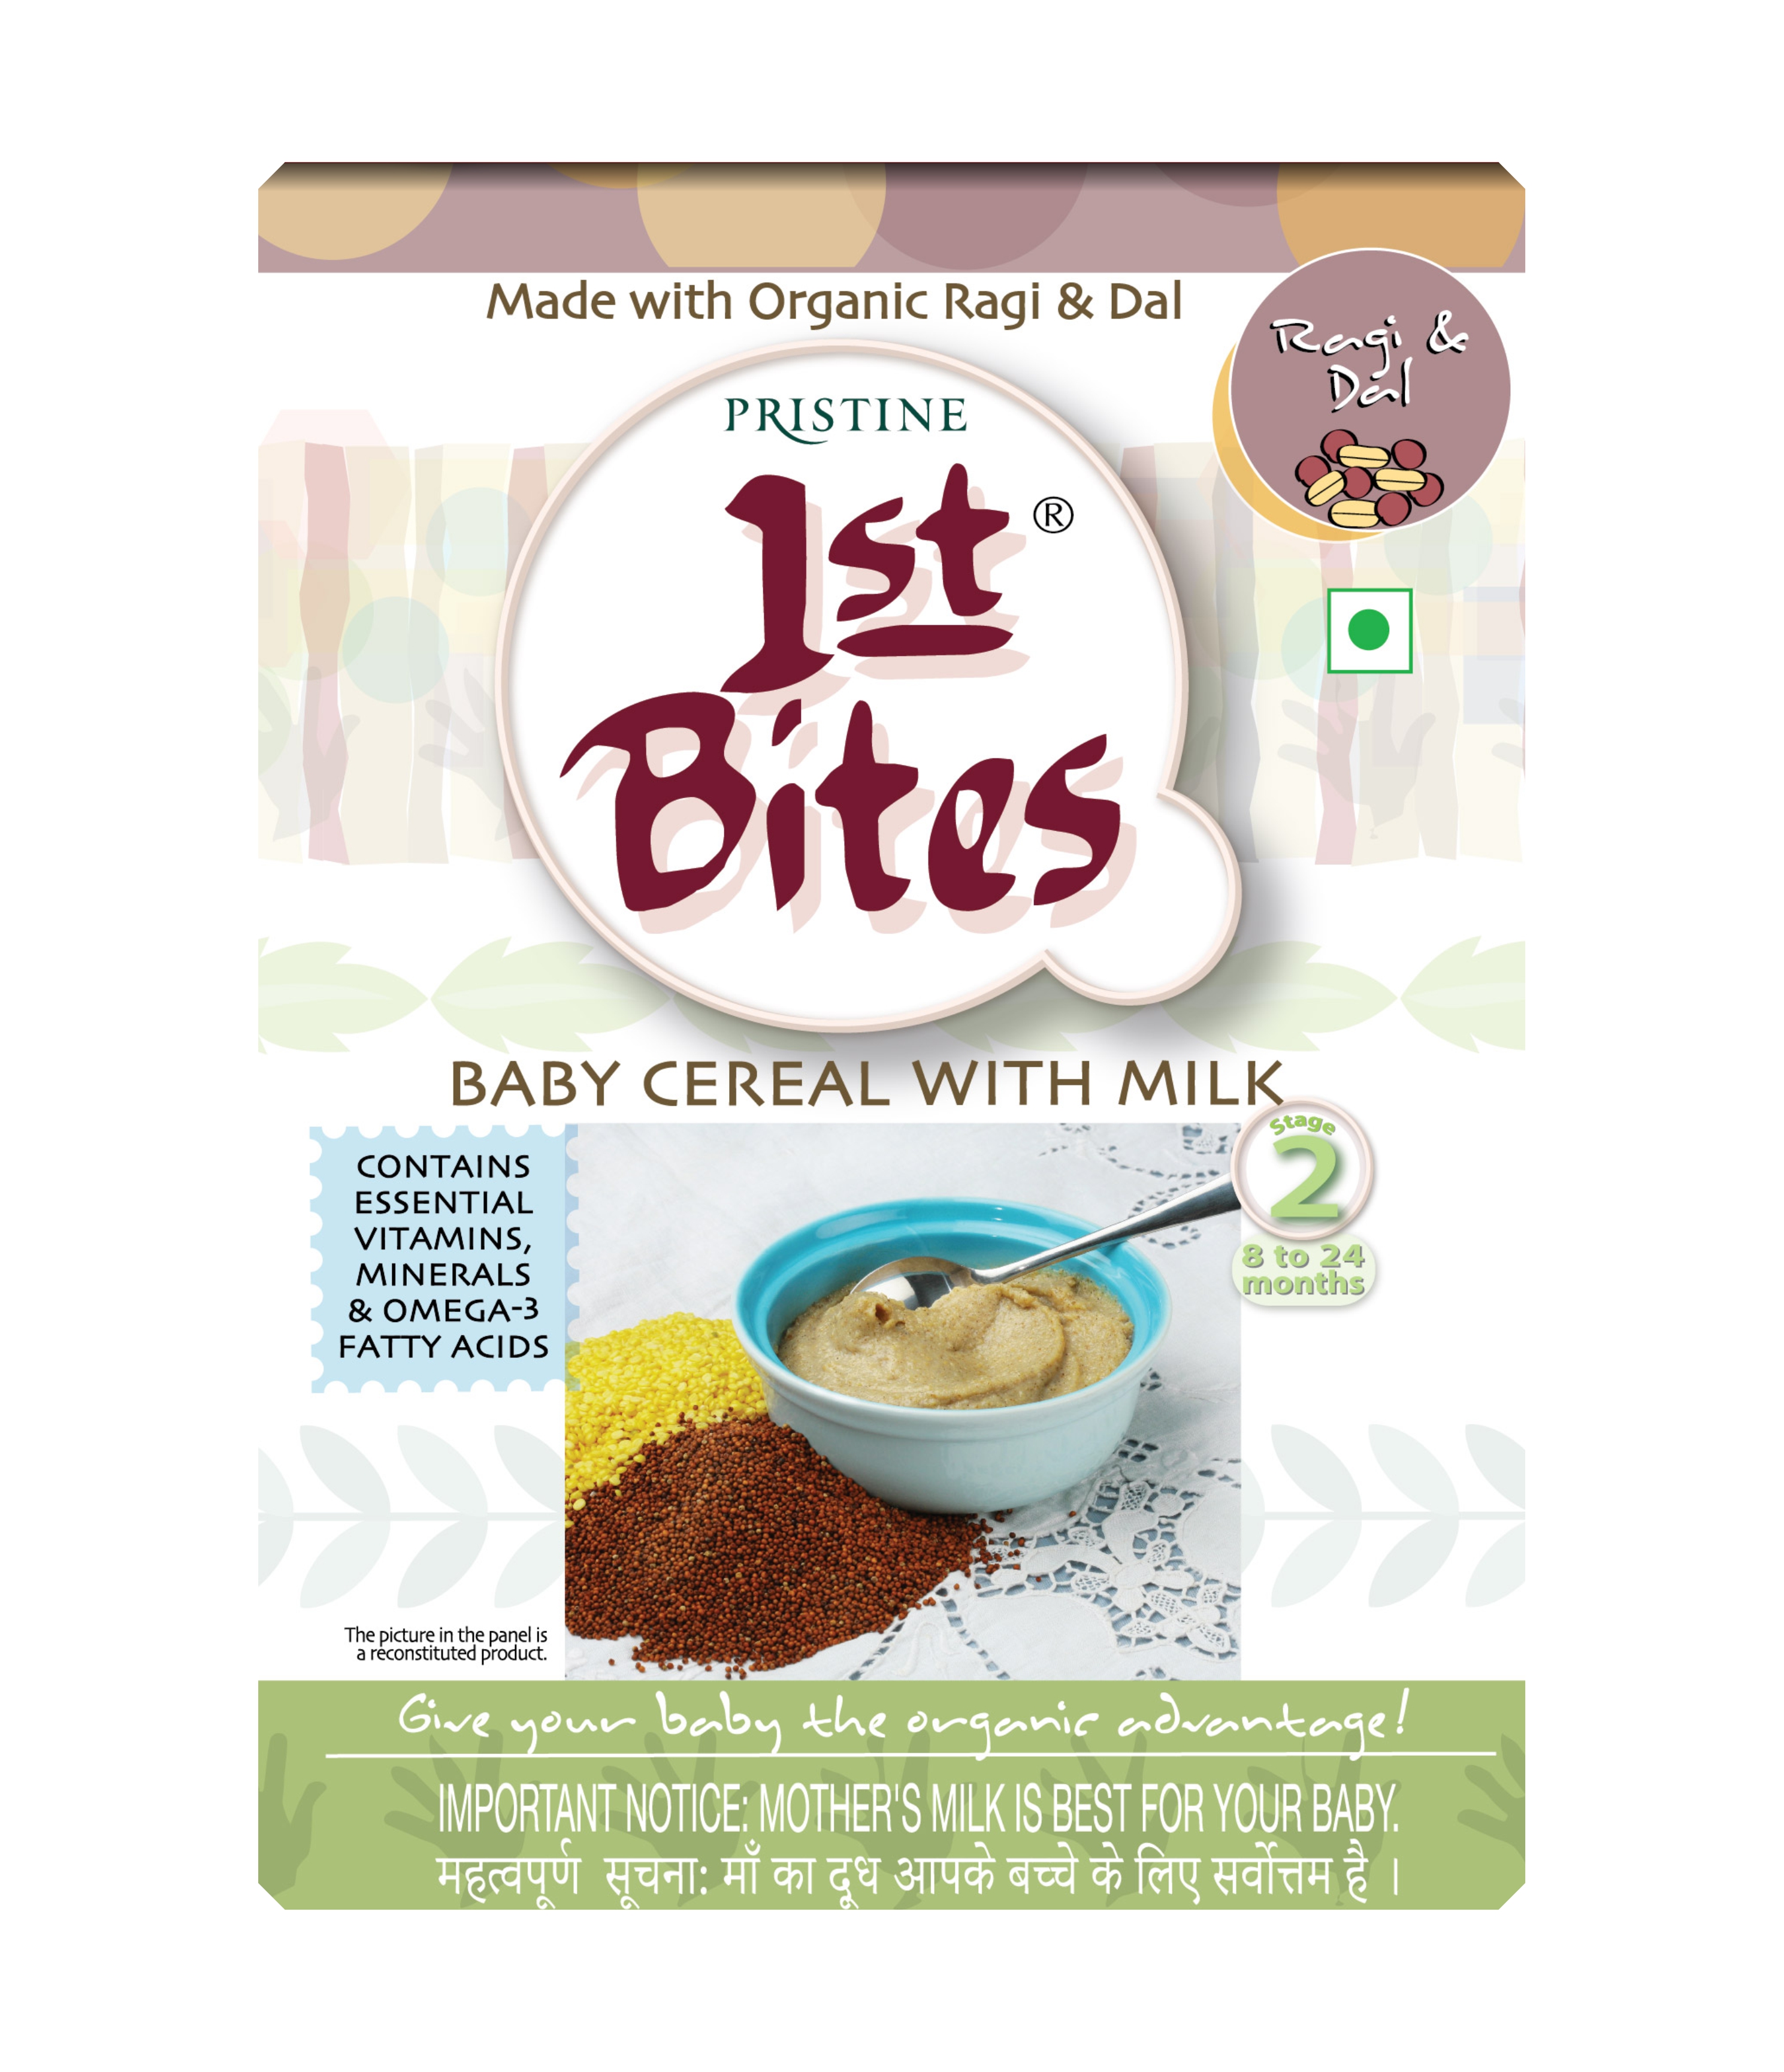 Made with Organic Ragi & Dal
Ragi &
Dal
PRISTINE
1st ®
Bites
BABY CEREAL WITH MILK
Stage
2
8 to 24
months
CONTAINS
ESSENTIAL
VITAMINS,
MINERALS
& OMEGA-3
FATTY ACIDS
The picture in the panel is
a reconstituted product.
Give your baby the organic advantage!
IMPORTANT NOTICE: MOTHER'S MILK IS BEST FOR YOUR BABY.
महत्वपूर्ण सूचना: माँ का दूध आपके बच्चे के लिए सर्वोत्तम है ।